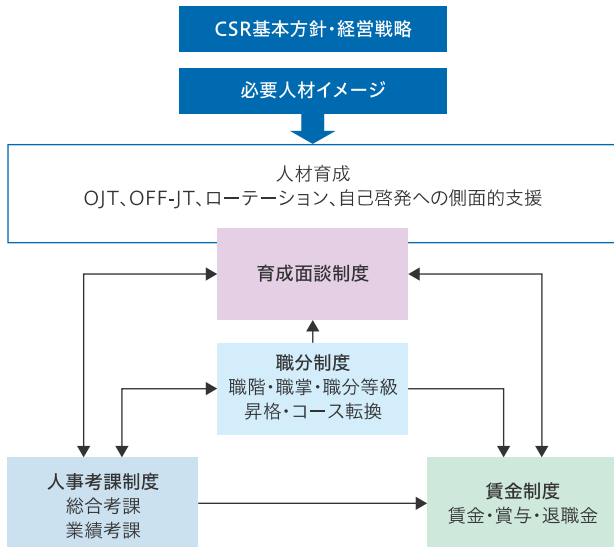 CSR基本方針・経営戦略
必要人材イメージ
人材育成
OJT、OFF-JT、ローテーション、自己啓発への側面的支援
育成面談制度
職分制度
職階・職掌・職分等級
昇格・コース転換
人事考課制度
総合考課
業績考課
賃金制度
賃金・賞与・退職金